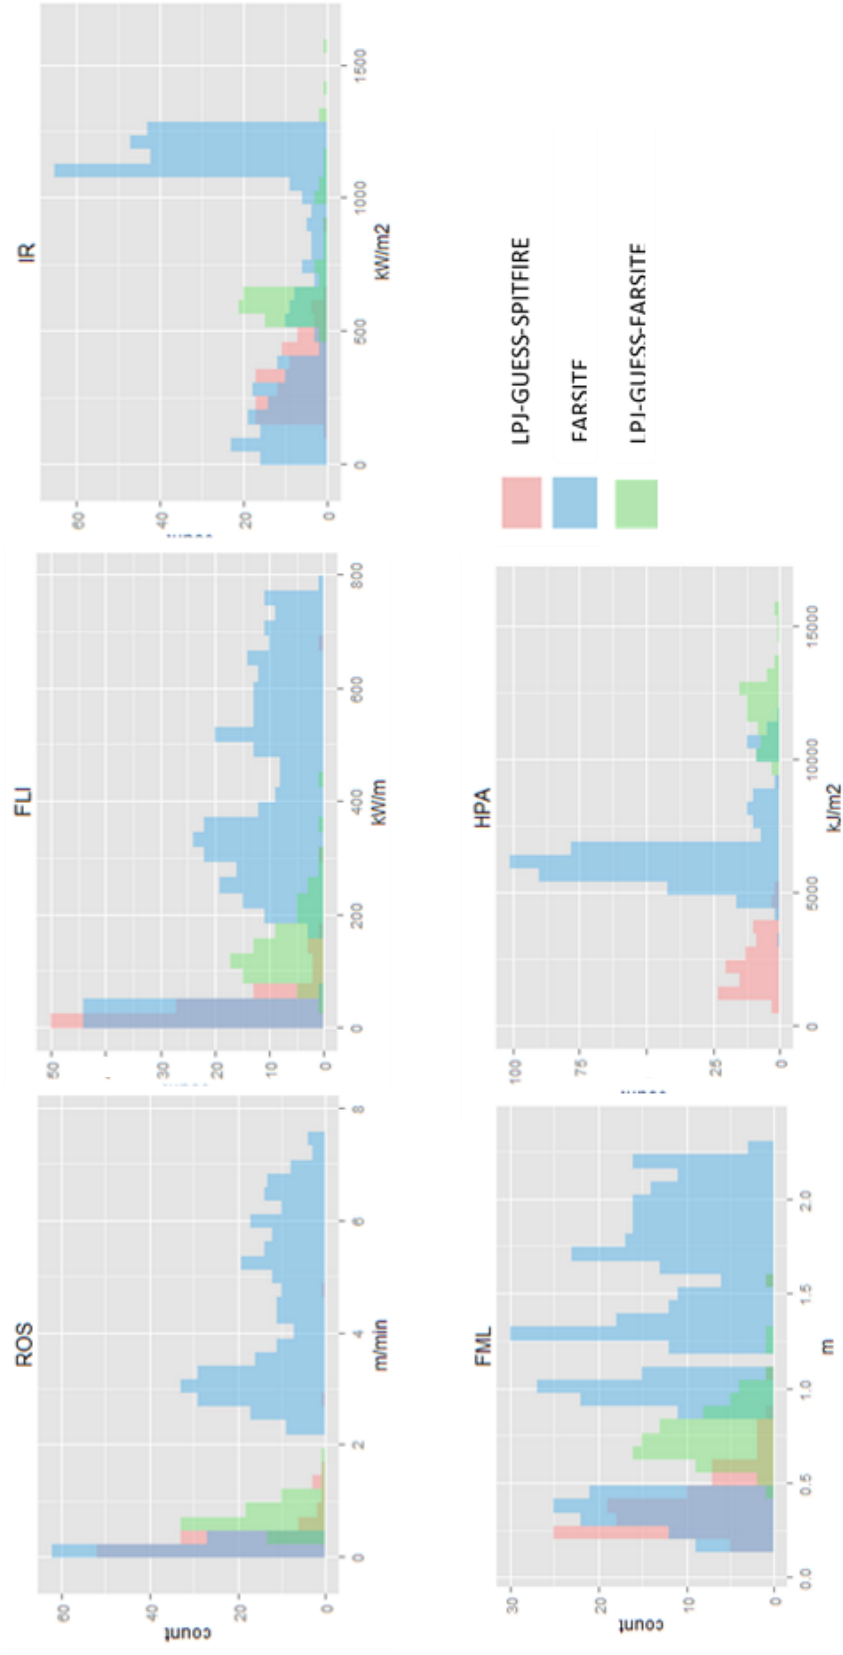 ROS
60
40
20
0
count
0 2 4 6 8
m/min
FLI
50
30
20
10
0
0 200 400 600 800
kW/m
IR
60
40
20
0
0 500 1000 1500
kW/m2
FML
30
20
10
0
count
0.0 0.5 1.0 1.5 2.0
m
HPA
100
75
25
0
0 5000 10000 15000
kJ/m2
LPJ-GUESS-SPITFIRE
FARSITE
LPJ-GUESS-FARSITE